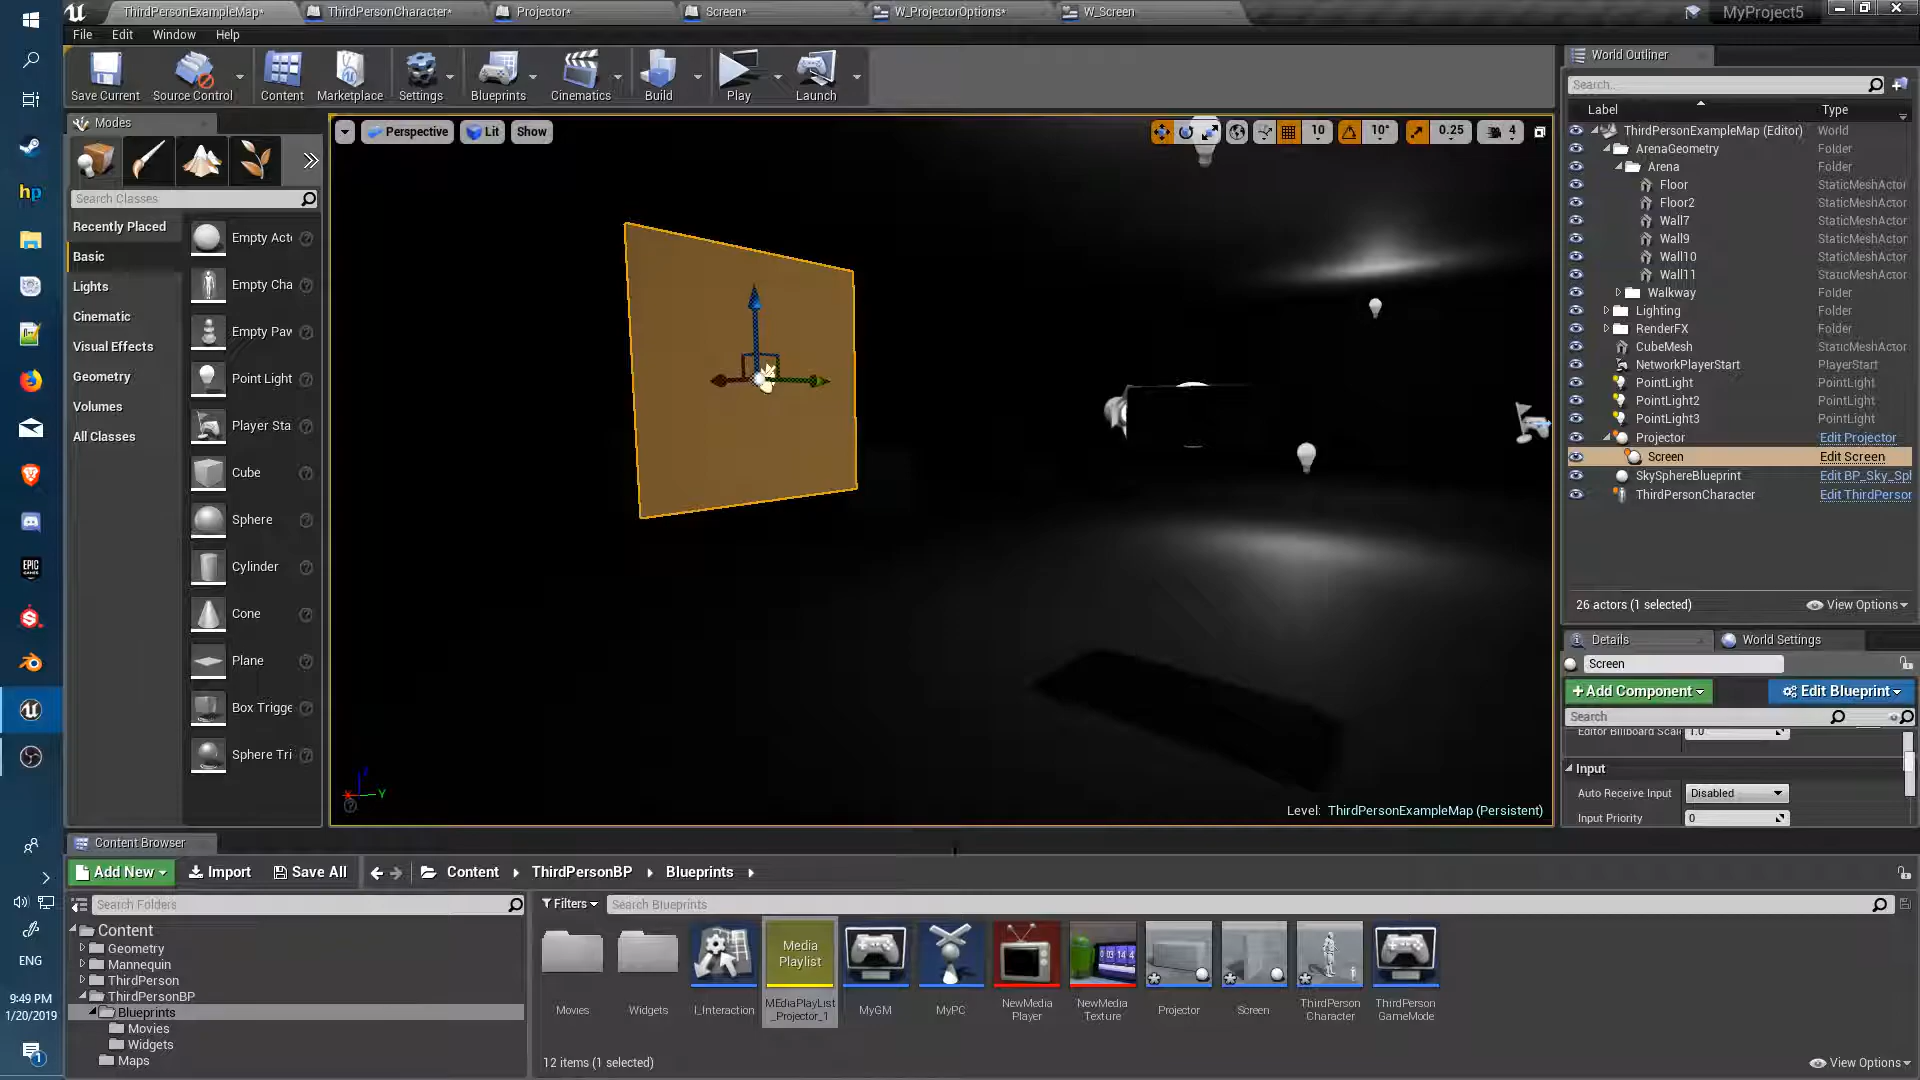 ThirdPersonExampleMap*
ThirdPersonCharacter*
Projector*
Screen*
W_ProjectorOptions*
W_Screen
MyProject5
File
Edit
Window
Help
Save Current
Source Control
Content
Marketplace
Settings
Blueprints
Cinematics
Build
Play
Launch
Modes
Search Classes
Recently Placed
Basic
Lights
Cinematic
Visual Effects
Geometry
Volumes
All Classes
Empty Acto
Empty Cha
Empty Paw
Point Light
Player Sta
Cube
Sphere
Cylinder
Cone
Plane
Box Trigge
Sphere Tri
Perspective
Lit
Show
10
10°
0.25
4
Level: ThirdPersonExampleMap (Persistent)
World Outliner
Search...
Label
Type
ThirdPersonExampleMap (Editor) World
ArenaGeometry Folder
Arena Folder
Floor StaticMeshActor
Floor2 StaticMeshActor
Wall7 StaticMeshActor
Wall9 StaticMeshActor
Wall10 StaticMeshActor
Wall11 StaticMeshActor
Walkway Folder
Lighting Folder
RenderFX Folder
CubeMesh StaticMeshActor
NetworkPlayerStart PlayerStart
PointLight PointLight
PointLight2 PointLight
PointLight3 PointLight
Projector Edit Projector
Screen Edit Screen
SkySphereBlueprint Edit BP_Sky_Sph
ThirdPersonCharacter Edit ThirdPerson
26 actors (1 selected)
View Options
Details
World Settings
Screen
+Add Component
Edit Blueprint
Search
Editor Billboard Scale 1.0
Input
Auto Receive Input Disabled
Input Priority 0
Content Browser
Add New
Import
Save All
Content
ThirdPersonBP
Blueprints
Search Folders
Filters
Search Blueprints
Content
Geometry
Mannequin
ThirdPerson
ThirdPersonBP
Blueprints
Movies
Widgets
Maps
Media
Playlist
Movies
Widgets
I_Interaction
MEdiaPlayList
_Projector_1
MyGM
MyPC
NewMedia
Player
NewMedia
Texture
Projector
Screen
ThirdPerson
Character
ThirdPerson
GameMode
12 items (1 selected)
View Options
hp
EPIC
GAMES
ENG
9:49 PM
1/20/2019
1
Y